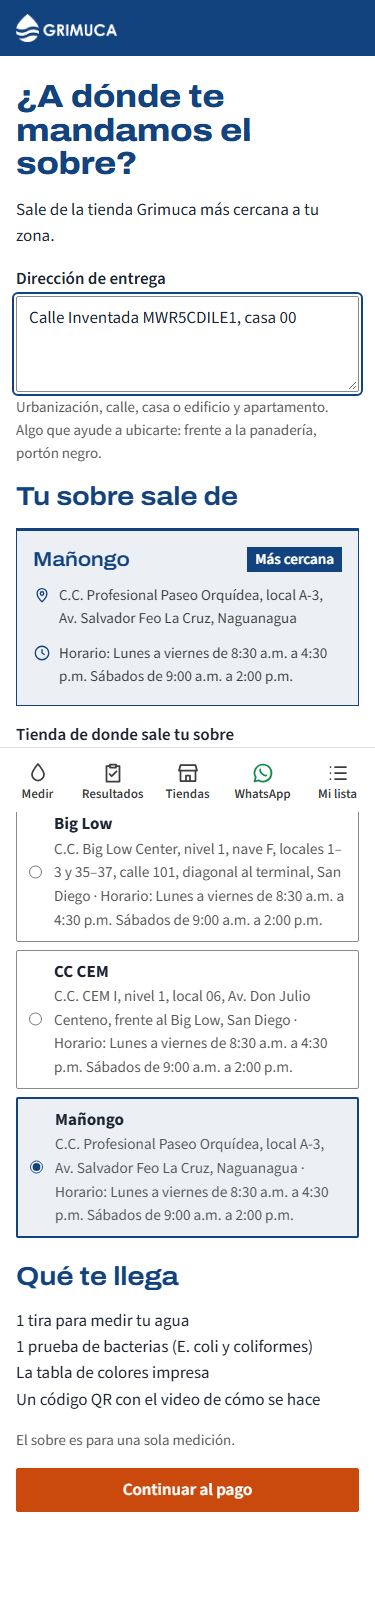 GRIMUCA
¿A dónde te
mandamos el
sobre?
Sale de la tienda Grimuca más cercana a tu
zona.
Dirección de entrega
Calle Inventada MWR5CDILE1, casa 00
Urbanización, calle, casa o edificio y apartamento.
Algo que ayude a ubicarte: frente a la panadería,
portón negro.
Tu sobre sale de
Mañongo
Más cercana
C.C. Profesional Paseo Orquídea, local A-3,
Av. Salvador Feo La Cruz, Naguanagua
Horario: Lunes a viernes de 8:30 a.m. a 4:30
p.m. Sábados de 9:00 a.m. a 2:00 p.m.
Tienda de donde sale tu sobre
Medir
Resultados
Tiendas
WhatsApp
Mi lista
Big Low
C.C. Big Low Center, nivel 1, nave F, locales 1–
3 y 35–37, calle 101, diagonal al terminal, San
Diego · Horario: Lunes a viernes de 8:30 a.m. a
4:30 p.m. Sábados de 9:00 a.m. a 2:00 p.m.
CC CEM
C.C. CEM I, nivel 1, local 06, Av. Don Julio
Centeno, frente al Big Low, San Diego ·
Horario: Lunes a viernes de 8:30 a.m. a 4:30
p.m. Sábados de 9:00 a.m. a 2:00 p.m.
Mañongo
C.C. Profesional Paseo Orquídea, local A-3,
Av. Salvador Feo La Cruz, Naguanagua ·
Horario: Lunes a viernes de 8:30 a.m. a 4:30
p.m. Sábados de 9:00 a.m. a 2:00 p.m.
Qué te llega
1 tira para medir tu agua
1 prueba de bacterias (E. coli y coliformes)
La tabla de colores impresa
Un código QR con el video de cómo se hace
El sobre es para una sola medición.
Continuar al pago